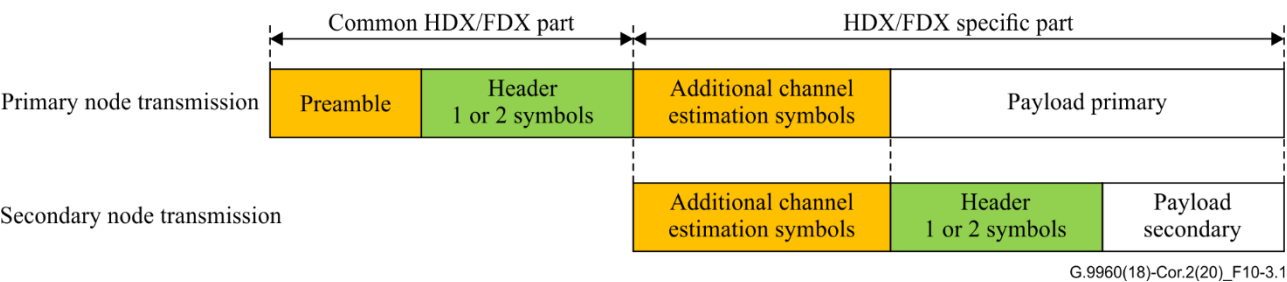 Common HDX/FDX part
HDX/FDX specific part
Primary node transmission
Preamble
Header
1 or 2 symbols
Additional channel
estimation symbols
Payload primary
Secondary node transmission
Additional channel
estimation symbols
Header
1 or 2 symbols
Payload
secondary
G.9960(18)-Cor.2(20)_F10-3.1